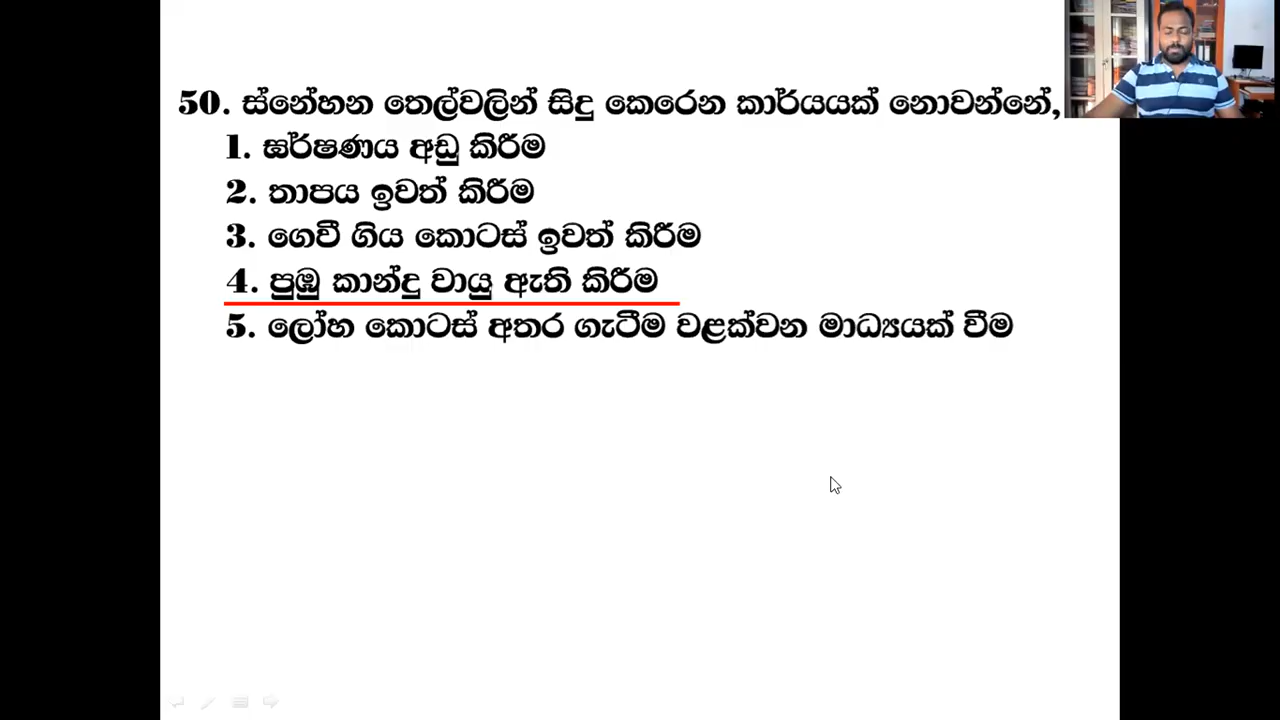 50. ස්නේහන තෙල්වලින් සිදු කෙරෙන කාර්යයක් නොවන්නේ,
1. ඝර්ෂණය අඩු කිරීම
2. තාපය ඉවත් කිරීම
3. ගෙවී ගිය කොටස් ඉවත් කිරීම
4. පුඹු කාන්දු වායු ඇති කිරීම
5. ලෝහ කොටස් අතර ගැටීම වළක්වන මාධ්‍යයක් වීම